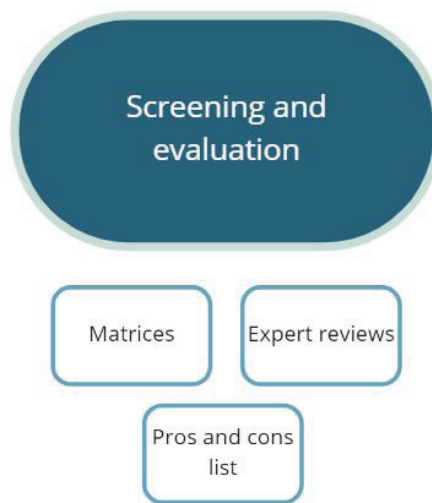 Screening and
evaluation
Matrices
Expert reviews
Pros and cons
list